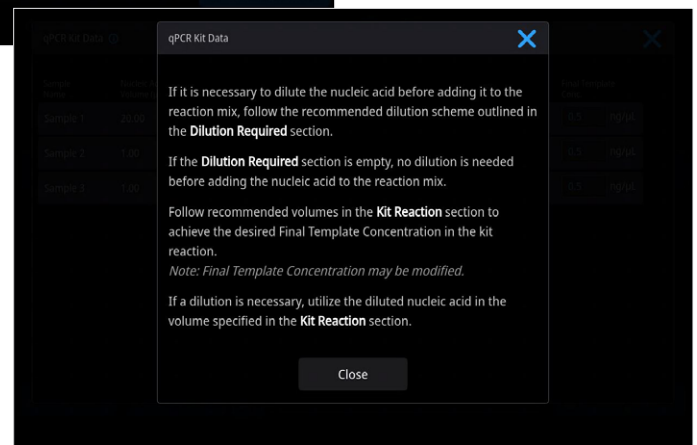 qPCR Kit Data
qPCR Kit Data
Sample
Name
Final Template
Conc.
Sample 1 20.00 0.5 ng/µL
Sample 2 1.00 0.5 ng/µL
Sample 3 1.00 0.5 ng/µL
If it is necessary to dilute the nucleic acid before adding it to the
reaction mix, follow the recommended dilution scheme outlined in
the Dilution Required section.
If the Dilution Required section is empty, no dilution is needed
before adding the nucleic acid to the reaction mix.
Follow recommended volumes in the Kit Reaction section to
achieve the desired Final Template Concentration in the kit
reaction.
Note: Final Template Concentration may be modified.
If a dilution is necessary, utilize the diluted nucleic acid in the
volume specified in the Kit Reaction section.
Close